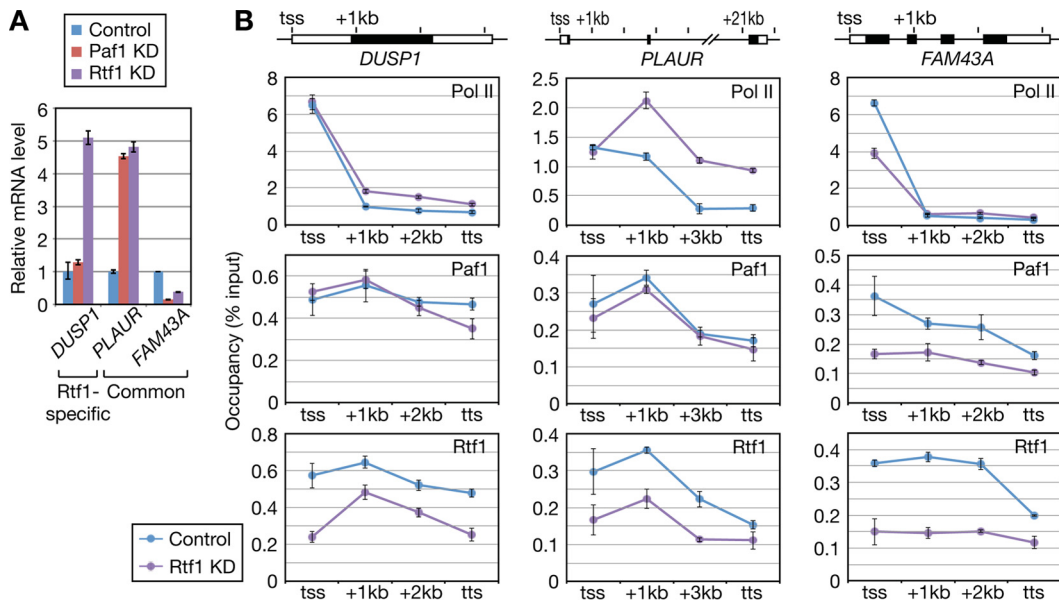 A
Control
Paf1 KD
Rtf1 KD
Relative mRNA level
6
5
4
3
2
1
0
DUSP1
PLAUR
FAM43A
Rtf1-
specific
Common
B
tss +1kb
DUSP1
tss +1kb +21kb
PLAUR
tss +1kb
FAM43A
Occupancy (% input)
Pol II
8
6
4
2
0
tss +1kb +2kb tts
Pol II
2.5
2.0
1.5
1.0
0.5
0
tss +1kb +3kb tts
Pol II
8
6
4
2
0
tss +1kb +2kb tts
Paf1
0.6
0.4
0.2
0
tss +1kb +2kb tts
Paf1
0.4
0.3
0.2
0.1
0
tss +1kb +3kb tts
Paf1
0.5
0.4
0.3
0.2
0.1
0
tss +1kb +2kb tts
Rtf1
0.8
0.6
0.4
0.2
0
tss +1kb +2kb tts
Rtf1
0.4
0.3
0.2
0.1
0
tss +1kb +3kb tts
Rtf1
0.4
0.3
0.2
0.1
0
tss +1kb +2kb tts
Control
Rtf1 KD